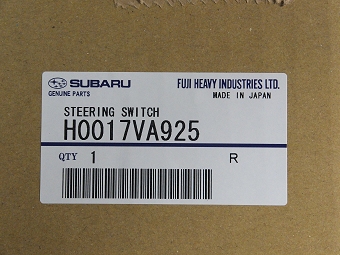 SUBARU FUJI HEAVY INDUSTRIES LTD.
GENUINE PARTS MADE IN JAPAN
STEERING SWITCH
H0017VA925
QTY 1 R